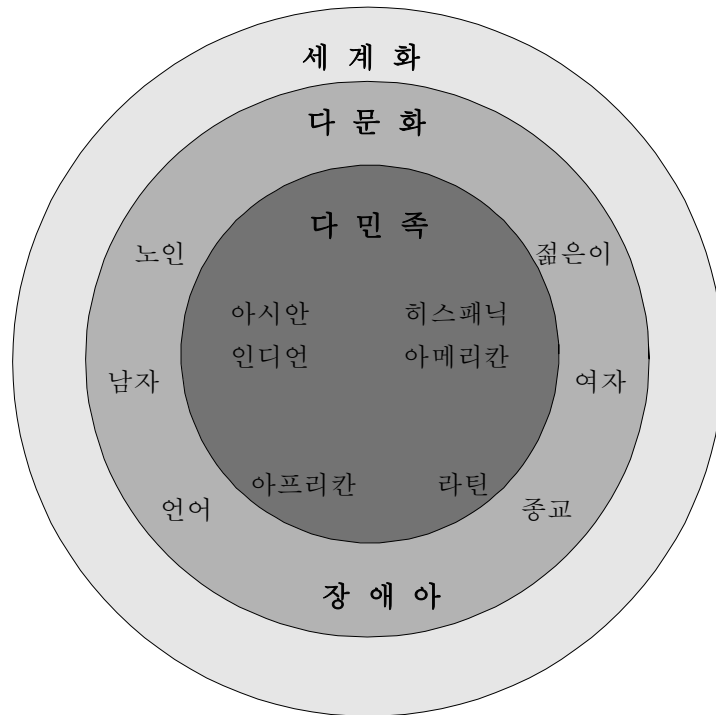 세 계 화
다 문 화
다 민 족
노인
젊은이
아시안
히스패닉
인디언
아메리칸
남자
여자
아프리칸
라틴
언어
종교
장 애 아